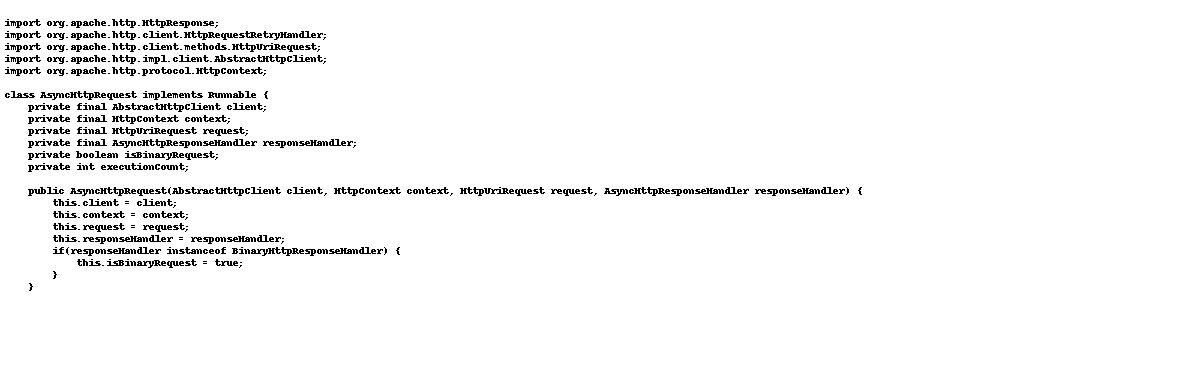 import org.apache.http.HttpResponse;
import org.apache.http.client.HttpRequestRetryHandler;
import org.apache.http.client.methods.HttpUriRequest;
import org.apache.http.impl.client.AbstractHttpClient;
import org.apache.http.protocol.HttpContext;

class AsyncHttpRequest implements Runnable {
    private final AbstractHttpClient client;
    private final HttpContext context;
    private final HttpUriRequest request;
    private final AsyncHttpResponseHandler responseHandler;
    private boolean isBinaryRequest;
    private int executionCount;

    public AsyncHttpRequest(AbstractHttpClient client, HttpContext context, HttpUriRequest request, AsyncHttpResponseHandler responseHandler) {
        this.client = client;
        this.context = context;
        this.request = request;
        this.responseHandler = responseHandler;
        if(responseHandler instanceof BinaryHttpResponseHandler) {
            this.isBinaryRequest = true;
        }
    }